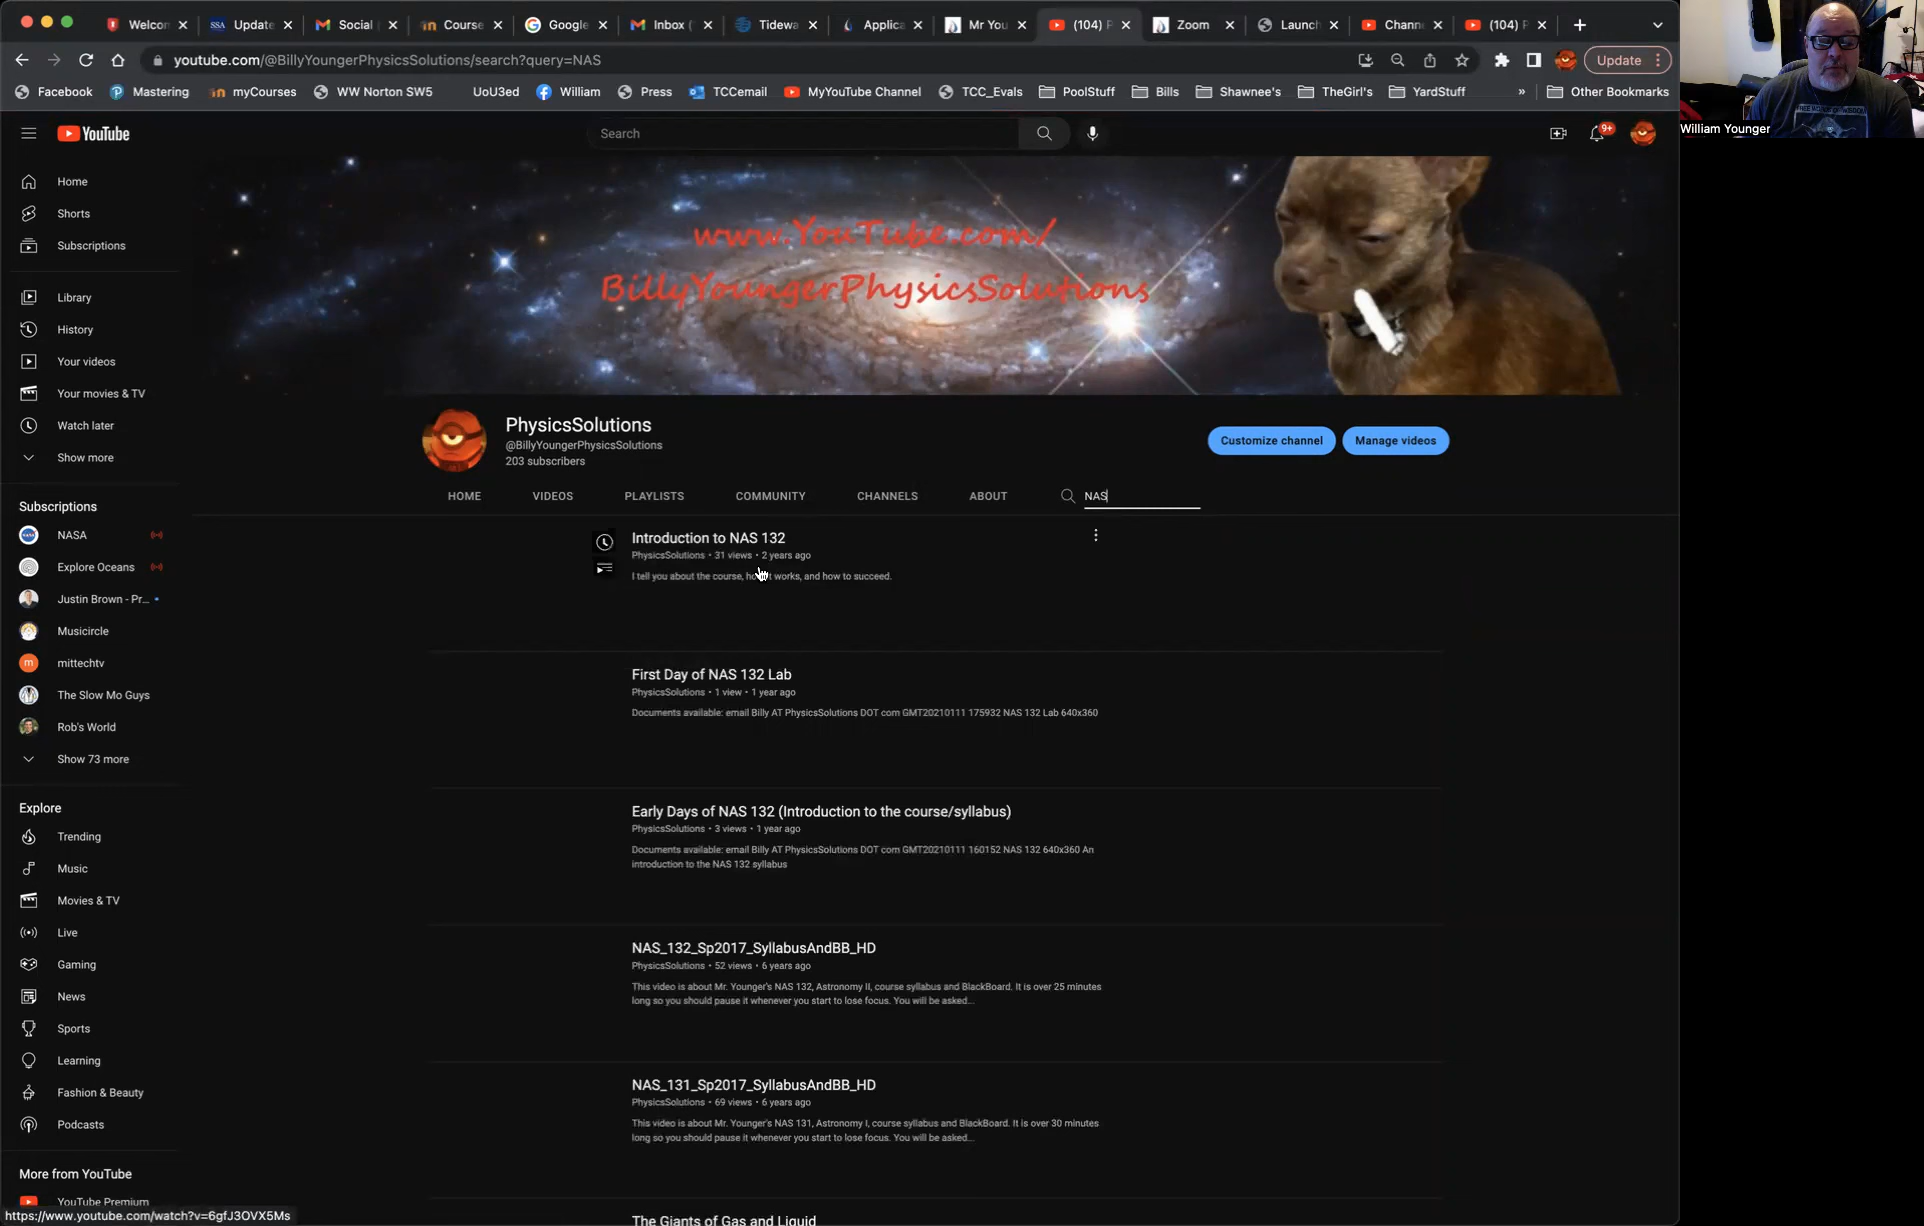 Welcon
Update
Social
Course
Google
Inbox (
Tidewa
Applica
Mr You
(104) P
Zoom
Launch
Chann
(104) P
youtube.com/@BillyYoungerPhysicsSolutions/search?query=NAS
Update
Facebook
Mastering
myCourses
WW Norton SW5
UoU3ed
William
Press
TCCemail
MyYouTube Channel
TCC_Evals
PoolStuff
Bills
Shawnee's
TheGirl's
YardStuff
»
Other Bookmarks
William Younger
YouTube
Search
9+
Home
Shorts
Subscriptions
Library
History
Your videos
Your movies & TV
Watch later
Show more
Subscriptions
NASA
Explore Oceans
Justin Brown - Pr...
Musicircle
mittechtv
The Slow Mo Guys
Rob's World
Show 73 more
Explore
Trending
Music
Movies & TV
Live
Gaming
News
Sports
Learning
Fashion & Beauty
Podcasts
More from YouTube
YouTube Premium
https://www.youtube.com/watch?v=6gfJ3OVX5Ms
www.YouTube.com/
BillyYoungerPhysicsSolutions
PhysicsSolutions
@BillyYoungerPhysicsSolutions
203 subscribers
Customize channel
Manage videos
HOME
VIDEOS
PLAYLISTS
COMMUNITY
CHANNELS
ABOUT
NAS
Introduction to NAS 132
PhysicsSolutions • 31 views • 2 years ago
I tell you about the course, how it works, and how to succeed.
First Day of NAS 132 Lab
PhysicsSolutions • 1 view • 1 year ago
Documents available: email Billy AT PhysicsSolutions DOT com GMT20210111 175932 NAS 132 Lab 640x360
Early Days of NAS 132 (Introduction to the course/syllabus)
PhysicsSolutions • 3 views • 1 year ago
Documents available: email Billy AT PhysicsSolutions DOT com GMT20210111 160152 NAS 132 640x360 An
introduction to the NAS 132 syllabus
NAS_132_Sp2017_SyllabusAndBB_HD
PhysicsSolutions • 52 views • 6 years ago
This video is about Mr. Younger's NAS 132, Astronomy II, course syllabus and BlackBoard. It is over 25 minutes
long so you should pause it whenever you start to lose focus. You will be asked...
NAS_131_Sp2017_SyllabusAndBB_HD
PhysicsSolutions • 69 views • 6 years ago
This video is about Mr. Younger's NAS 131, Astronomy I, course syllabus and BlackBoard. It is over 30 minutes
long so you should pause it whenever you start to lose focus. You will be asked...
The Giants of Gas and Liquid